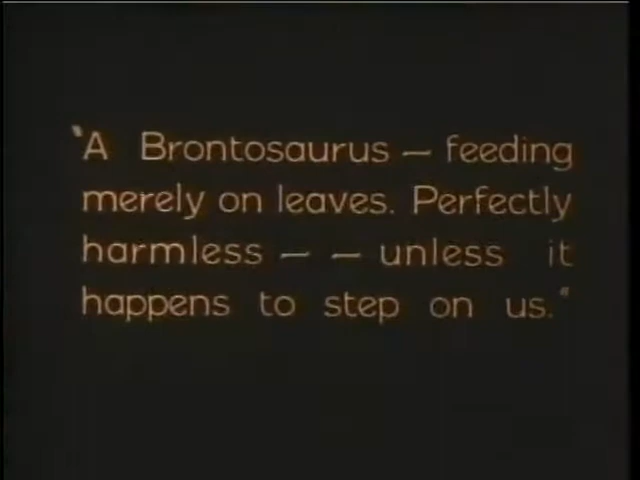 "A Brontosaurus — feeding
merely on leaves. Perfectly
harmless — — unless it
happens to step on us."